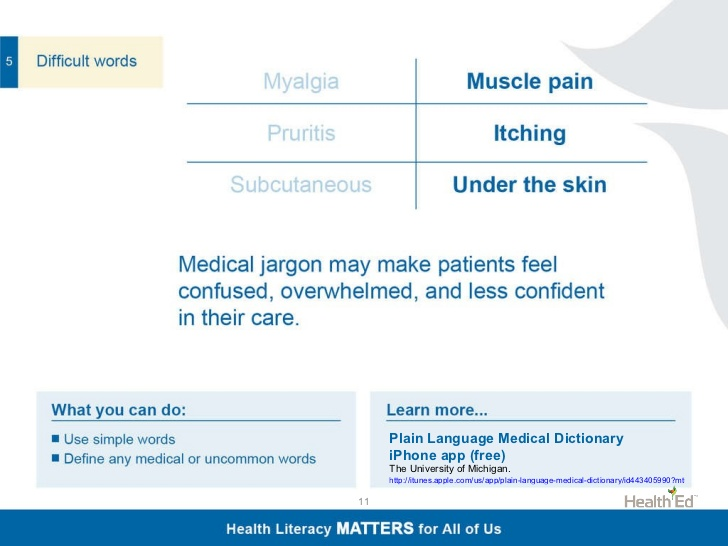 5 Difficult words
Myalgia Muscle pain
Pruritis Itching
Subcutaneous Under the skin
Medical jargon may make patients feel
confused, overwhelmed, and less confident
in their care.
What you can do:
■ Use simple words
■ Define any medical or uncommon words
Learn more...
Plain Language Medical Dictionary
iPhone app (free)
The University of Michigan.
http://itunes.apple.com/us/app/plain-language-medical-dictionary/id443405990?mt
11
HealthEd™
Health Literacy MATTERS for All of Us